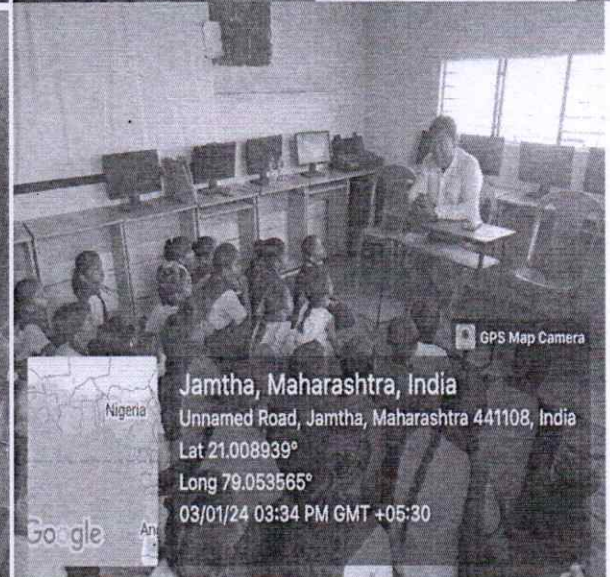 GPS Map Camera
Jamtha, Maharashtra, India
Unnamed Road, Jamtha, Maharashtra 441108, India
Lat 21.008939°
Long 79.053565°
03/01/24 03:34 PM GMT +05:30
Nigeria
Google
An